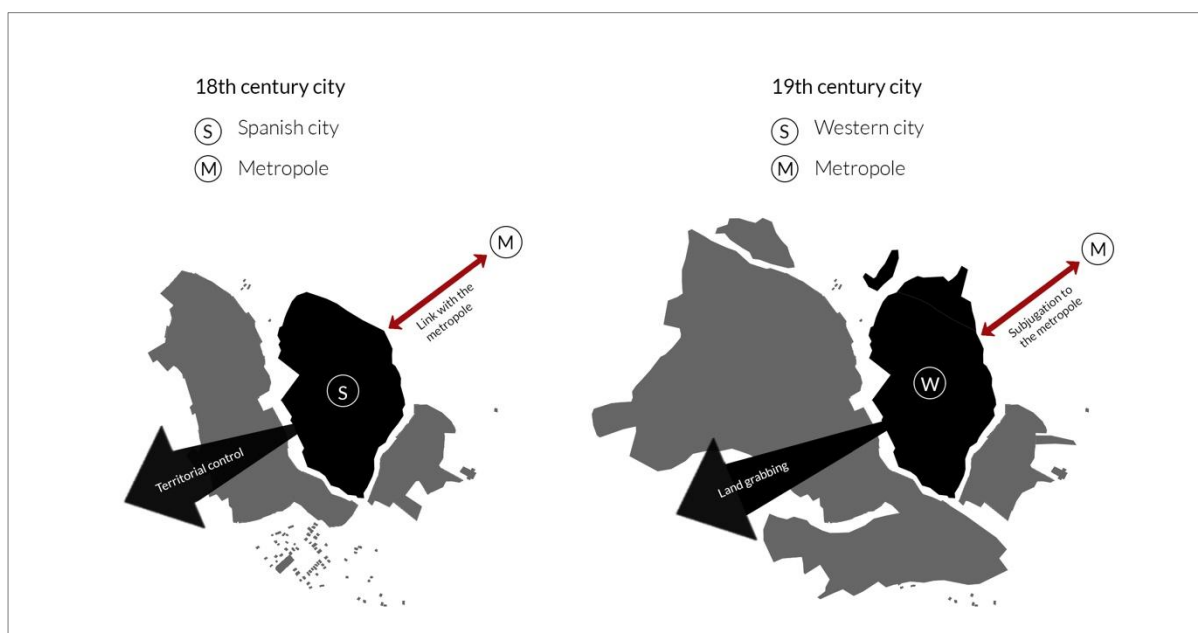 18th century city
S Spanish city
M Metropole
M
Link with the
metropole
S
Territorial control
19th century city
S Western city
M Metropole
M
Subjugation to
the metropole
W
Land grabbing